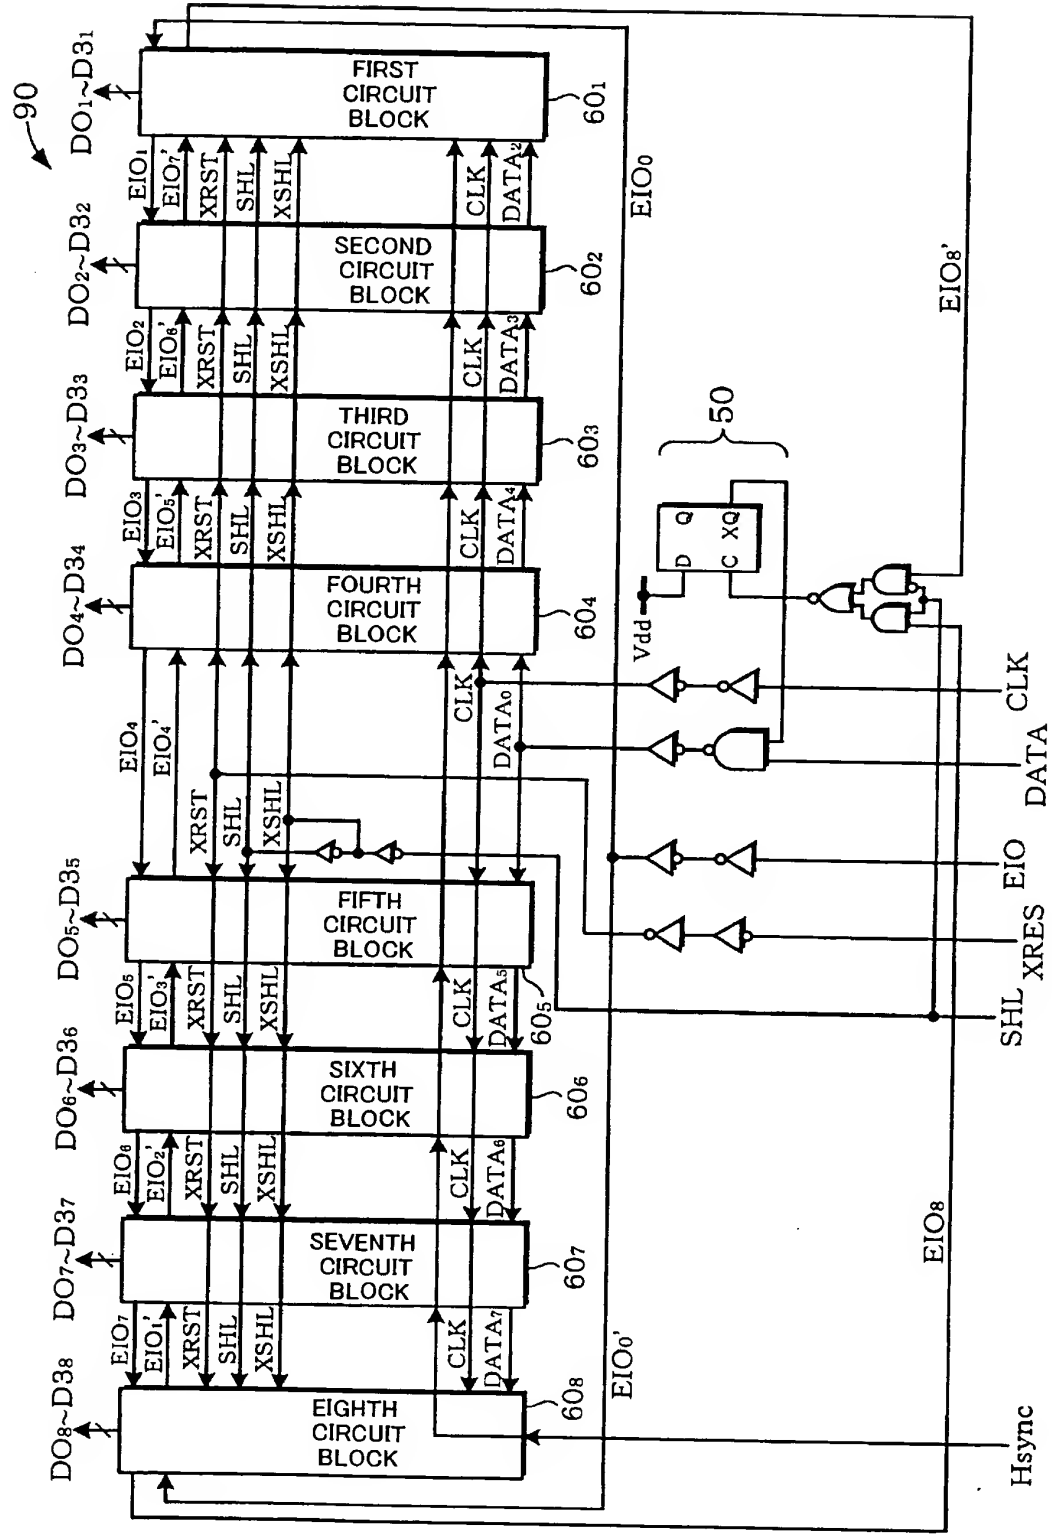 90
DO1~D31
DO2~D32
DO3~D33
DO4~D34
DO5~D35
DO6~D36
DO7~D37
DO8~D38
FIRST
CIRCUIT
BLOCK
601
EIO1
EIO7'
XRST
SHL
XSHL
CLK
DATA2
SECOND
CIRCUIT
BLOCK
602
EIO2
EIO6'
XRST
SHL
XSHL
CLK
DATA3
THIRD
CIRCUIT
BLOCK
603
EIO3
EIO5'
XRST
SHL
XSHL
CLK
DATA4
FOURTH
CIRCUIT
BLOCK
604
EIO4
EIO4'
XRST
SHL
XSHL
CLK
DATA0
FIFTH
CIRCUIT
BLOCK
605
EIO5
EIO3'
XRST
SHL
XSHL
CLK
DATA5
SIXTH
CIRCUIT
BLOCK
606
EIO6
EIO2'
XRST
SHL
XSHL
CLK
DATA6
SEVENTH
CIRCUIT
BLOCK
607
EIO7
EIO1'
XRST
SHL
XSHL
CLK
DATA7
EIGHTH
CIRCUIT
BLOCK
608
EIO0
EIO0'
EIO8'
EIO8
50
Vdd
D Q
C XQ
CLK
DATA
EIO
XRES
SHL
Hsync